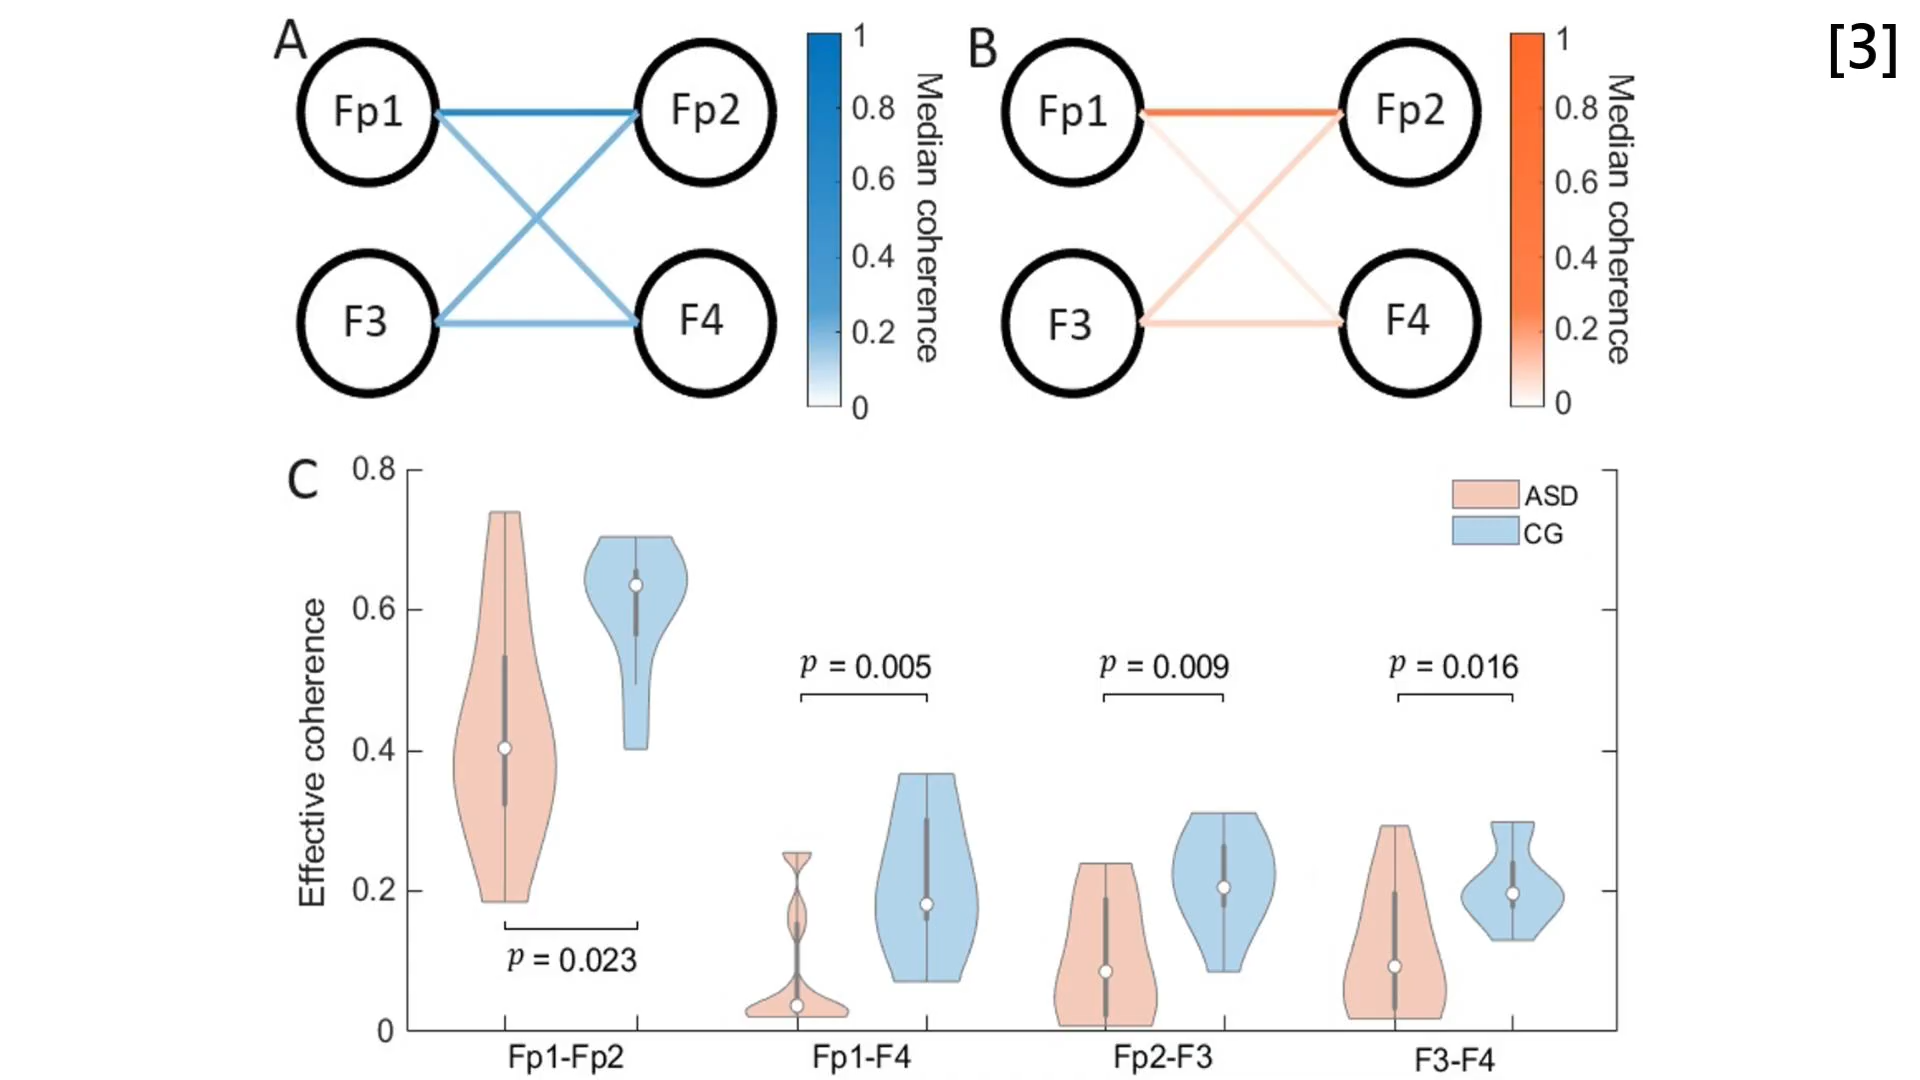 [3]
A
Fp1
Fp2
F3
F4
1
0.8
0.6
0.4
0.2
0
Median coherence
B
Fp1
Fp2
F3
F4
1
0.8
0.6
0.4
0.2
0
Median coherence
C
0.8
0.6
0.4
0.2
0
Effective coherence
ASD
CG
p = 0.023
p = 0.005
p = 0.009
p = 0.016
Fp1-Fp2
Fp1-F4
Fp2-F3
F3-F4